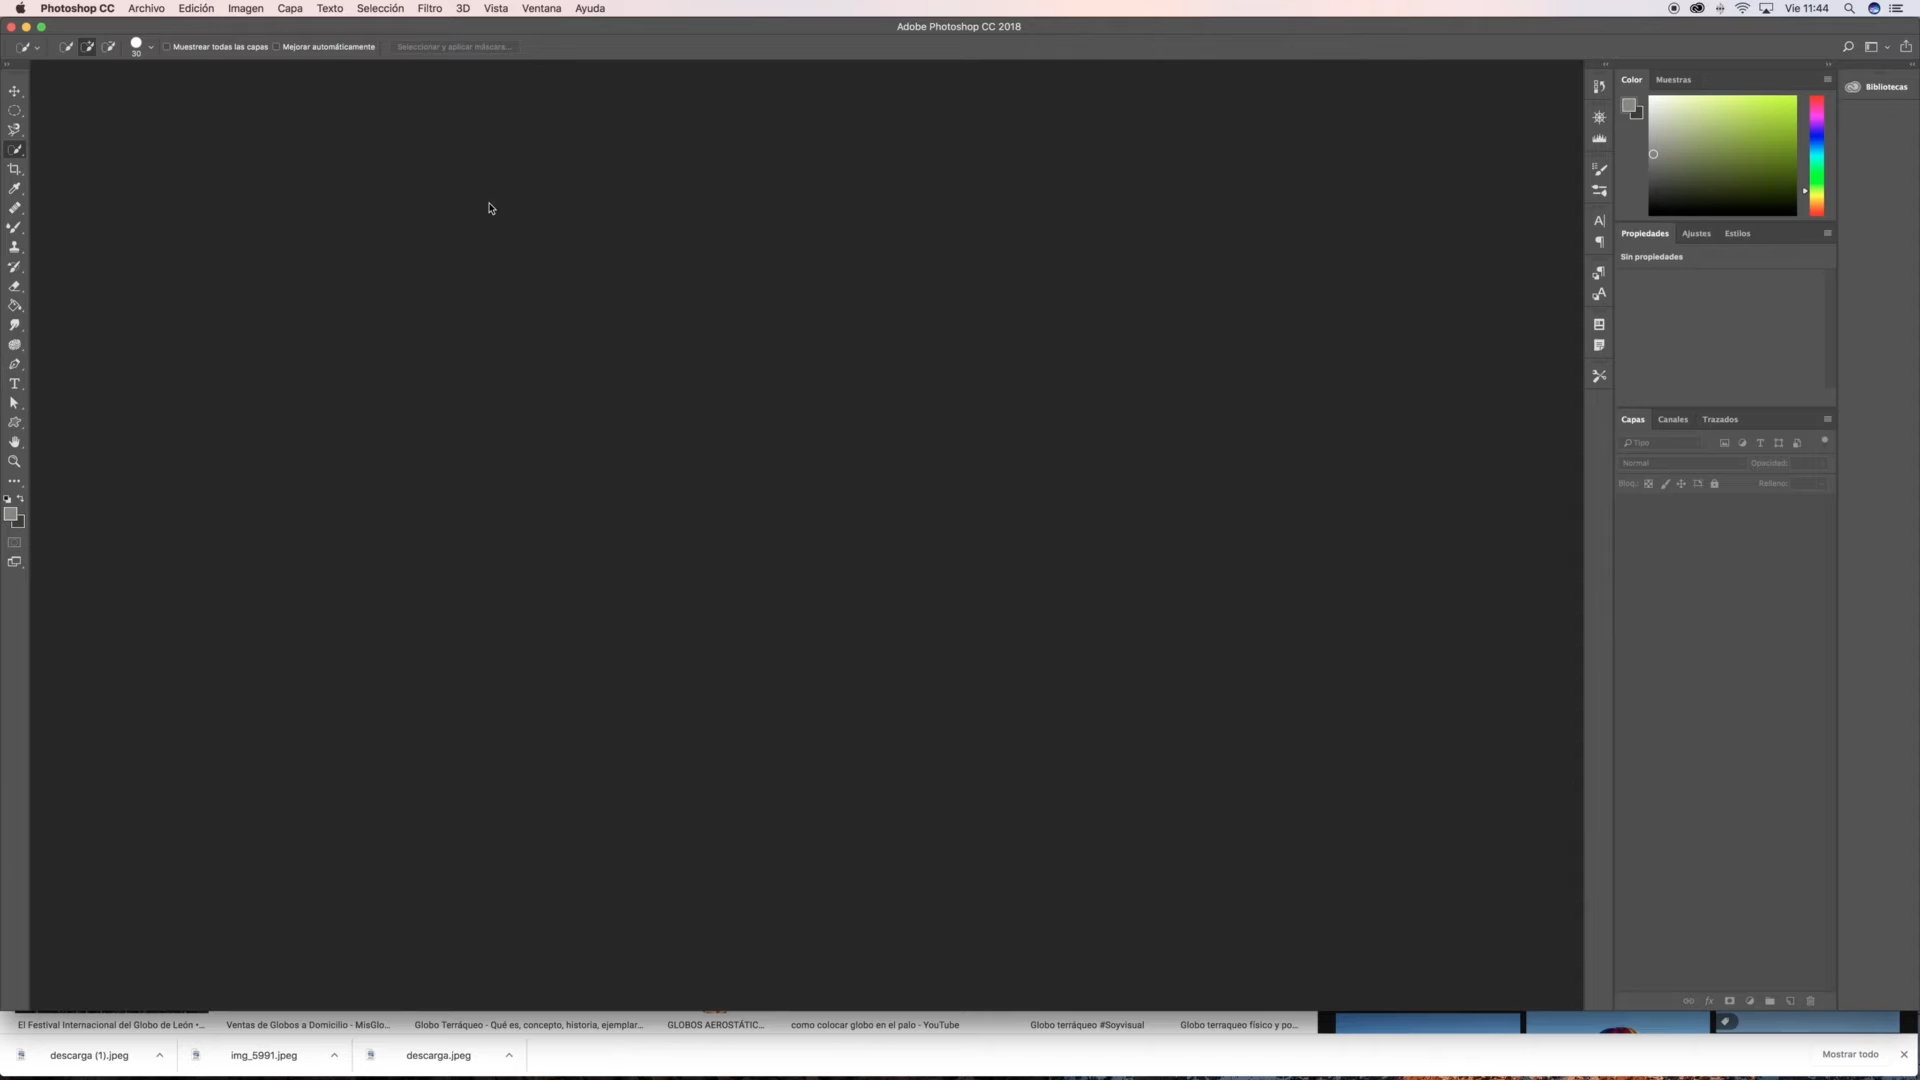 Photoshop CC Archivo Edición Imagen Capa Texto Selección Filtro 3D Vista Ventana Ayuda Vie 11:44
Adobe Photoshop CC 2018
30 Muestrear todas las capas Mejorar automáticamente Seleccionar y aplicar máscara...
Color Muestras
Bibliotecas
Propiedades Ajustes Estilos
Sin propiedades
Capas Canales Trazados
Tipo
Normal Opacidad:
Bloq.: Relleno:
El Festival Internacional del Globo de León •... Ventas de Globos a Domicilio - MisGlo... Globo Terráqueo - Qué es, concepto, historia, ejemplar... GLOBOS AEROSTÁTIC... como colocar globo en el palo - YouTube Globo terráqueo #Soyvisual Globo terraqueo físico y po...
descarga (1).jpeg img_5991.jpeg descarga.jpeg Mostrar todo